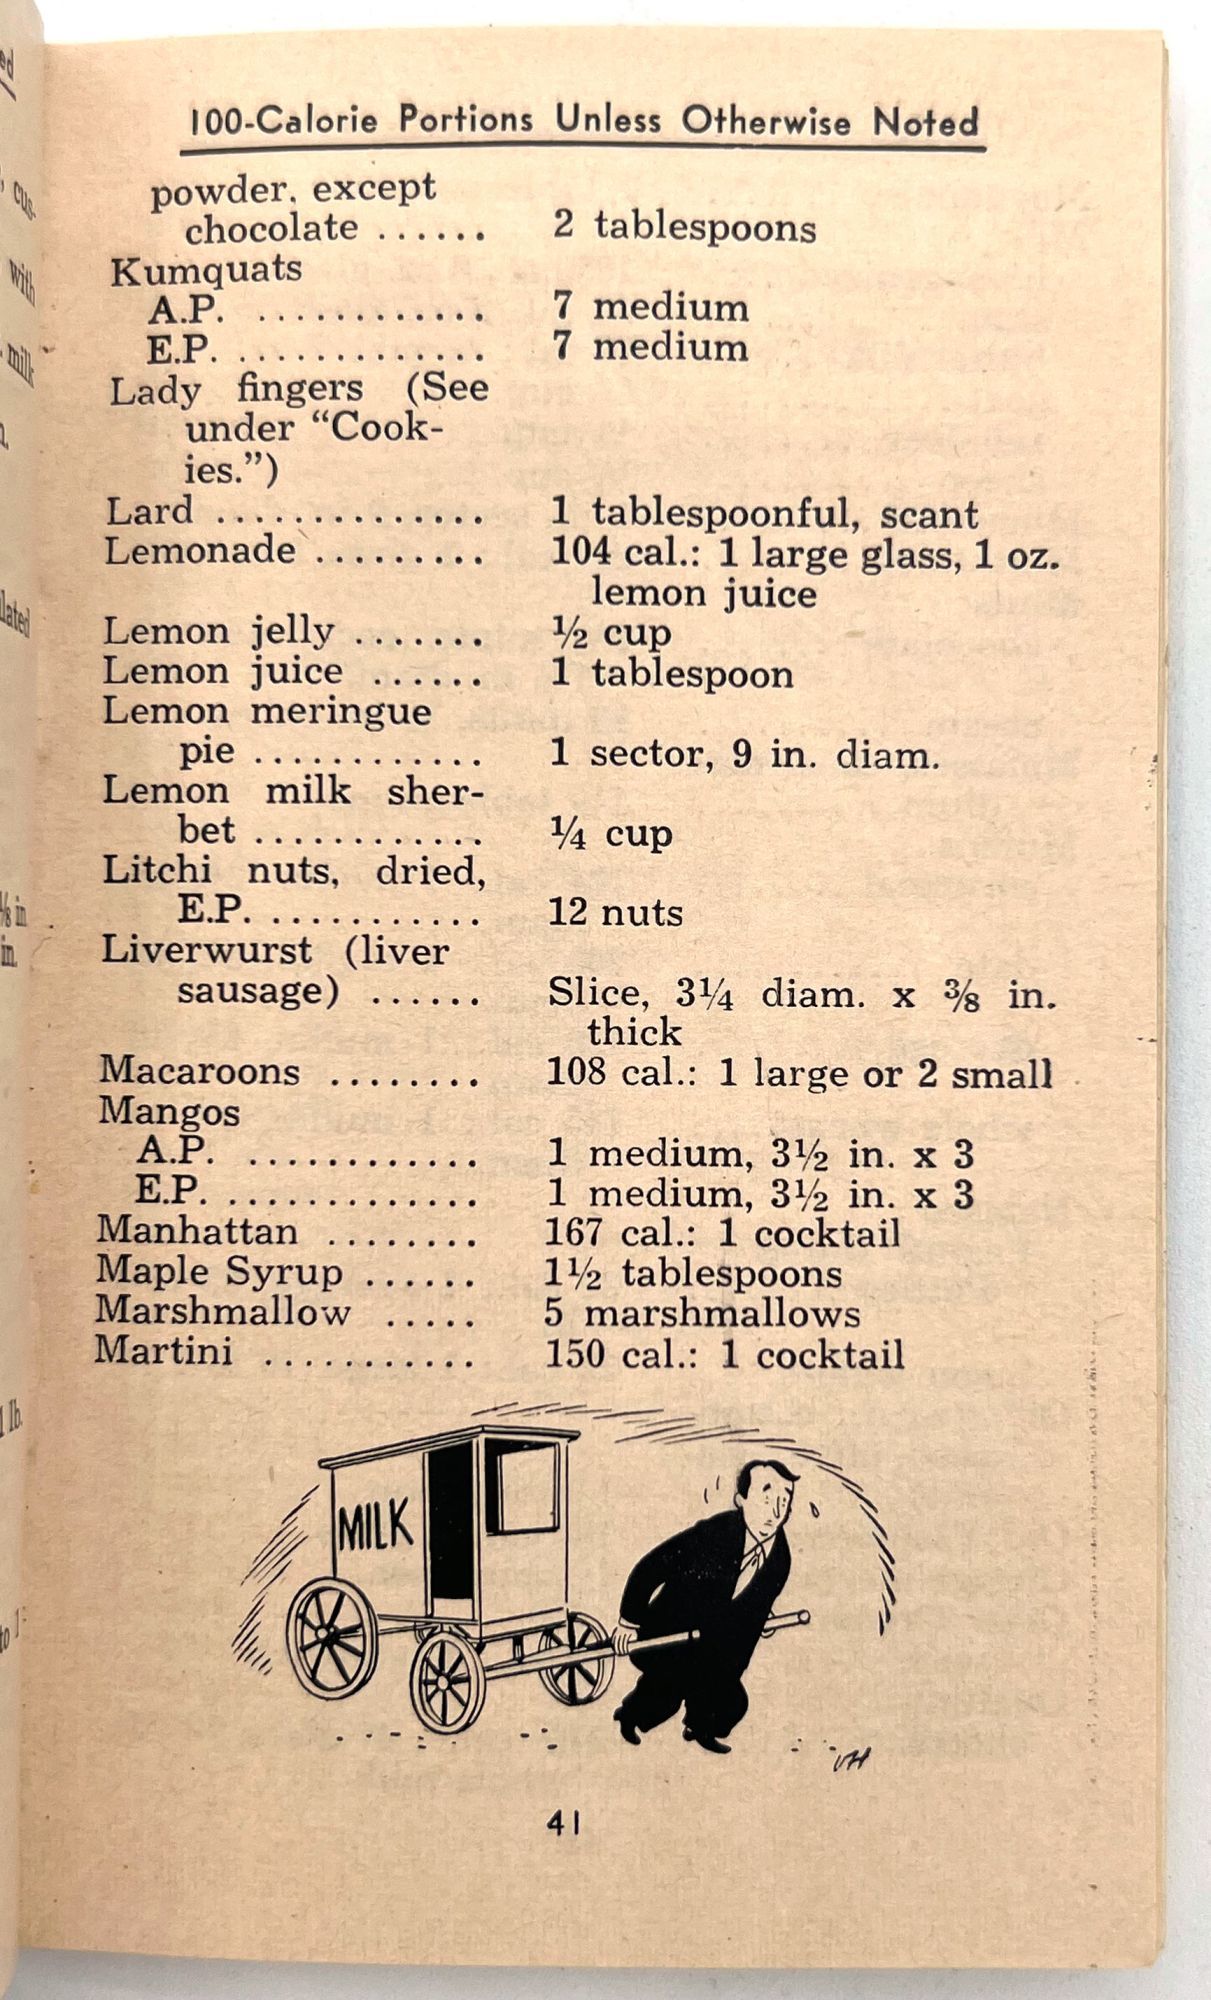 100-Calorie Portions Unless Otherwise Noted
powder, except
chocolate ...... 2 tablespoons
Kumquats
A.P. ............ 7 medium
E.P. ............. 7 medium
Lady fingers (See
under “Cook-
ies.”)
Lard .............. 1 tablespoonful, scant
Lemonade ......... 104 cal.: 1 large glass, 1 oz.
lemon juice
Lemon jelly ....... ½ cup
Lemon juice ...... 1 tablespoon
Lemon meringue
pie ............ 1 sector, 9 in. diam.
Lemon milk sher-
bet ............ ¼ cup
Litchi nuts, dried,
E.P. ............ 12 nuts
Liverwurst (liver
sausage) ...... Slice, 3¼ diam. x ⅜ in.
thick
Macaroons ........ 108 cal.: 1 large or 2 small
Mangos
A.P. ............ 1 medium, 3½ in. x 3
E.P. ............. 1 medium, 3½ in. x 3
Manhattan ........ 167 cal.: 1 cocktail
Maple Syrup ...... 1½ tablespoons
Marshmallow ..... 5 marshmallows
Martini ........... 150 cal.: 1 cocktail
MILK
VH
41
with
milk
in.